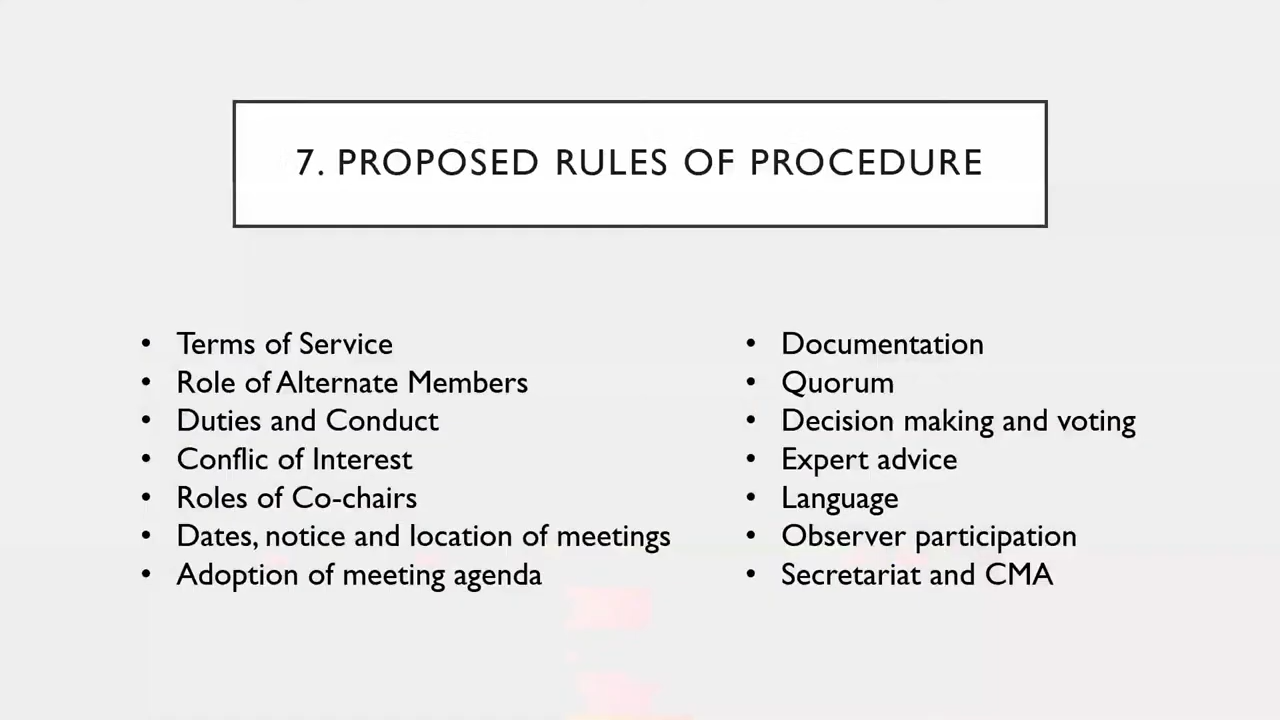 7. PROPOSED RULES OF PROCEDURE
• Terms of Service
• Role of Alternate Members
• Duties and Conduct
• Conflic of Interest
• Roles of Co-chairs
• Dates, notice and location of meetings
• Adoption of meeting agenda
• Documentation
• Quorum
• Decision making and voting
• Expert advice
• Language
• Observer participation
• Secretariat and CMA